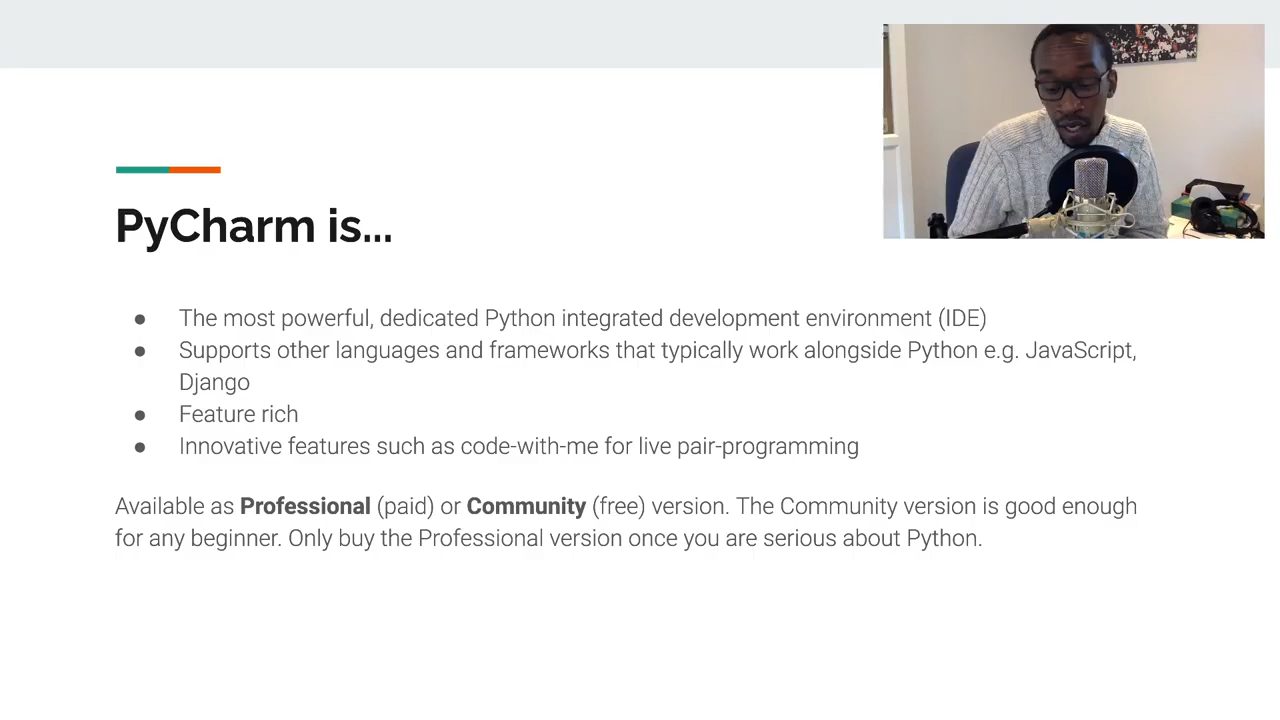 PyCharm is...
● The most powerful, dedicated Python integrated development environment (IDE)
● Supports other languages and frameworks that typically work alongside Python e.g. JavaScript,
Django
● Feature rich
● Innovative features such as code-with-me for live pair-programming
Available as Professional (paid) or Community (free) version. The Community version is good enough
for any beginner. Only buy the Professional version once you are serious about Python.